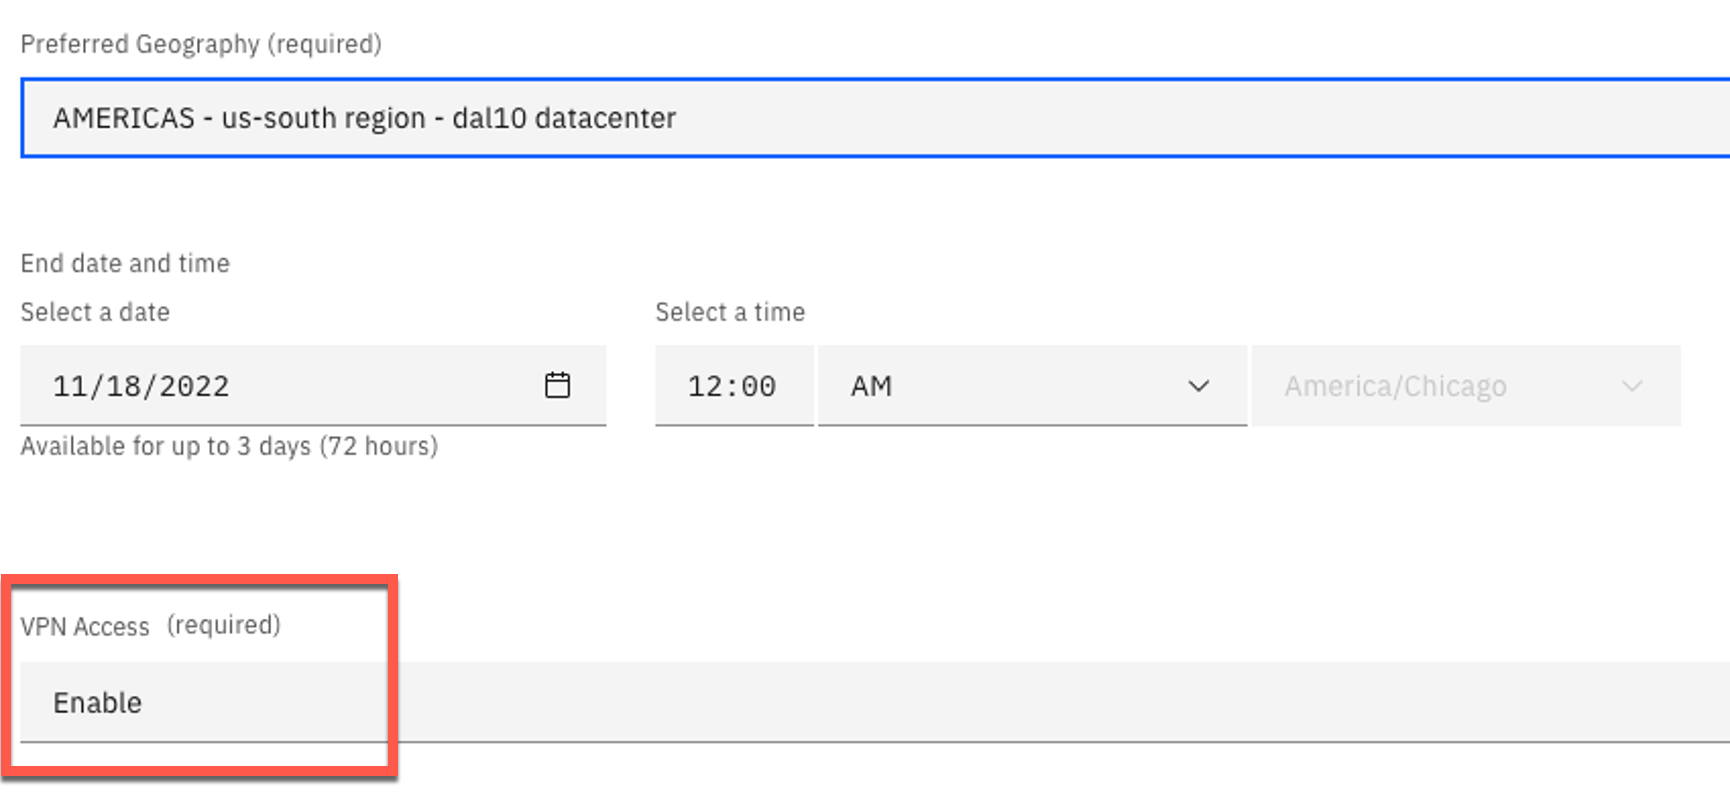 Preferred Geography (required)
AMERICAS - us-south region - dal10 datacenter
End date and time
Select a date
Select a time
11/18/2022
12:00
AM
America/Chicago
Available for up to 3 days (72 hours)
VPN Access (required)
Enable